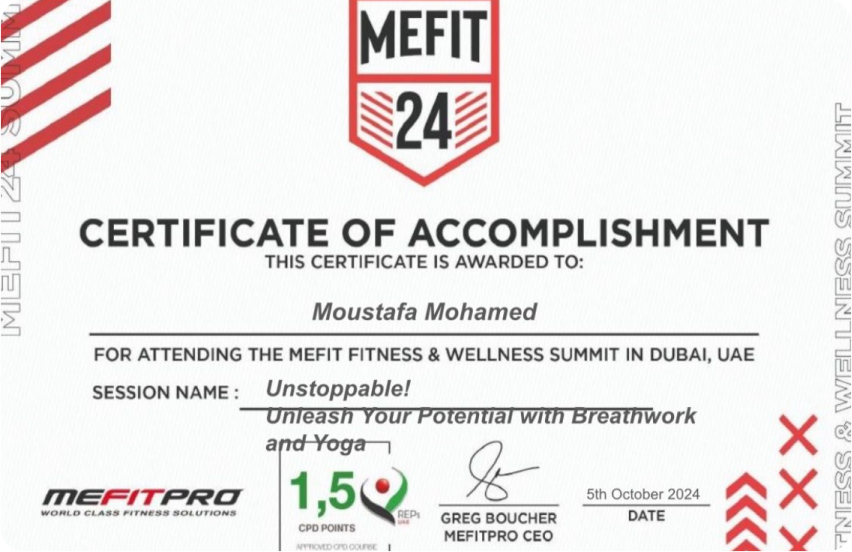 MEFIT
24
MEFIT 24 SUMM
CERTIFICATE OF ACCOMPLISHMENT
THIS CERTIFICATE IS AWARDED TO:
Moustafa Mohamed
FOR ATTENDING THE MEFIT FITNESS & WELLNESS SUMMIT IN DUBAI, UAE
SESSION NAME : Unstoppable!
Unleash Your Potential with Breathwork
and Yoga
MEFITPRO
WORLD CLASS FITNESS SOLUTIONS
1,5
CPD POINTS
REPs
UAE
APPROVED CPD COURSE
GREG BOUCHER
MEFITPRO CEO
5th October 2024
DATE
TNESS & WELLNESS SUMMIT